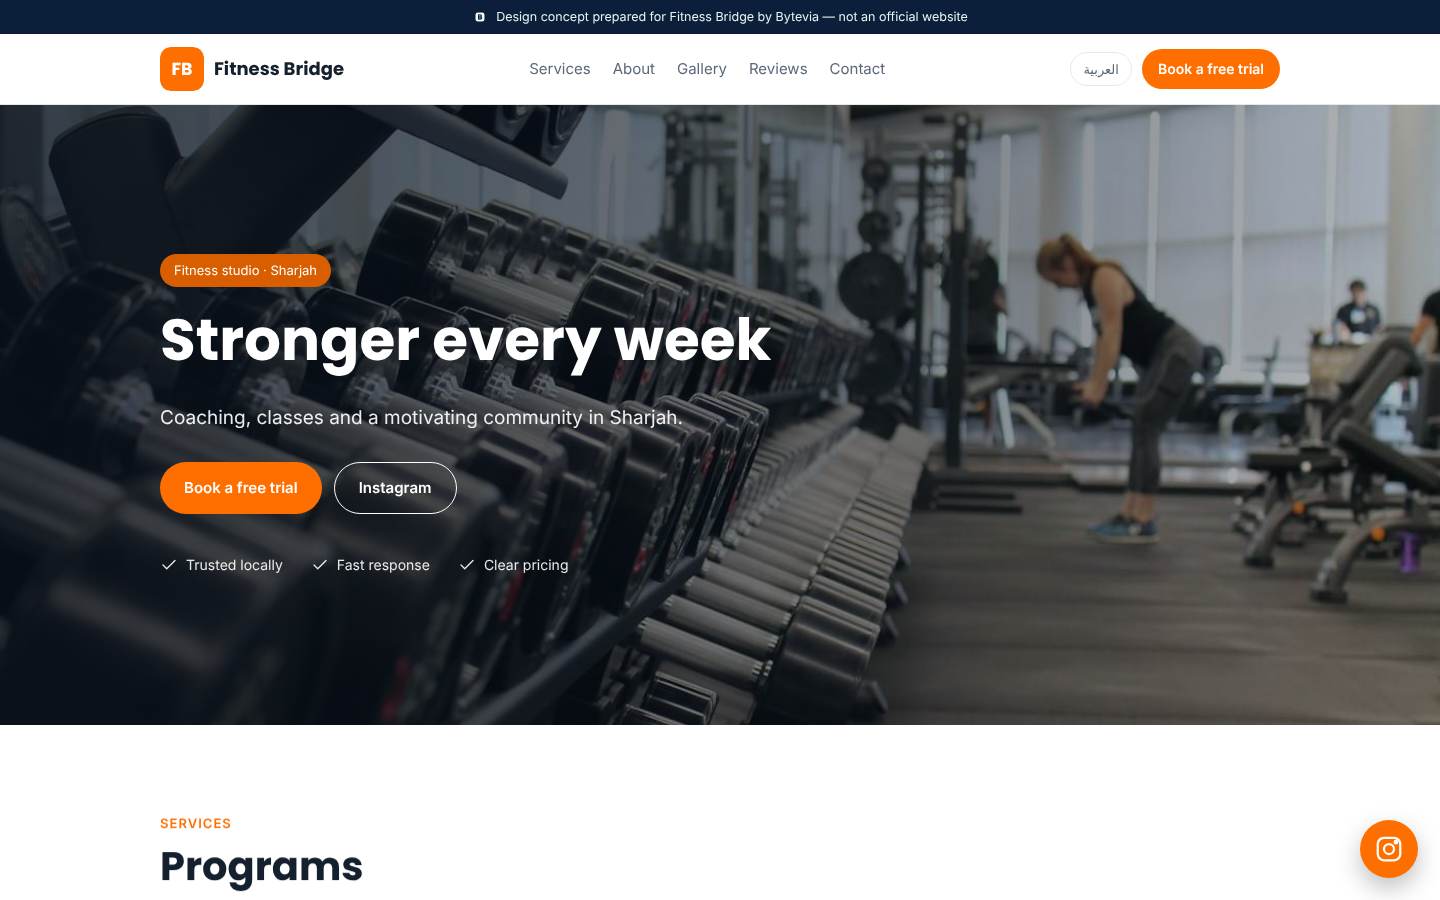 Design concept prepared for Fitness Bridge by Bytevia — not an official website
FB
Fitness Bridge
Services
About
Gallery
Reviews
Contact
العربية
Book a free trial
Fitness studio · Sharjah
Stronger every week
Coaching, classes and a motivating community in Sharjah.
Book a free trial
Instagram
Trusted locally
Fast response
Clear pricing
SERVICES
Programs